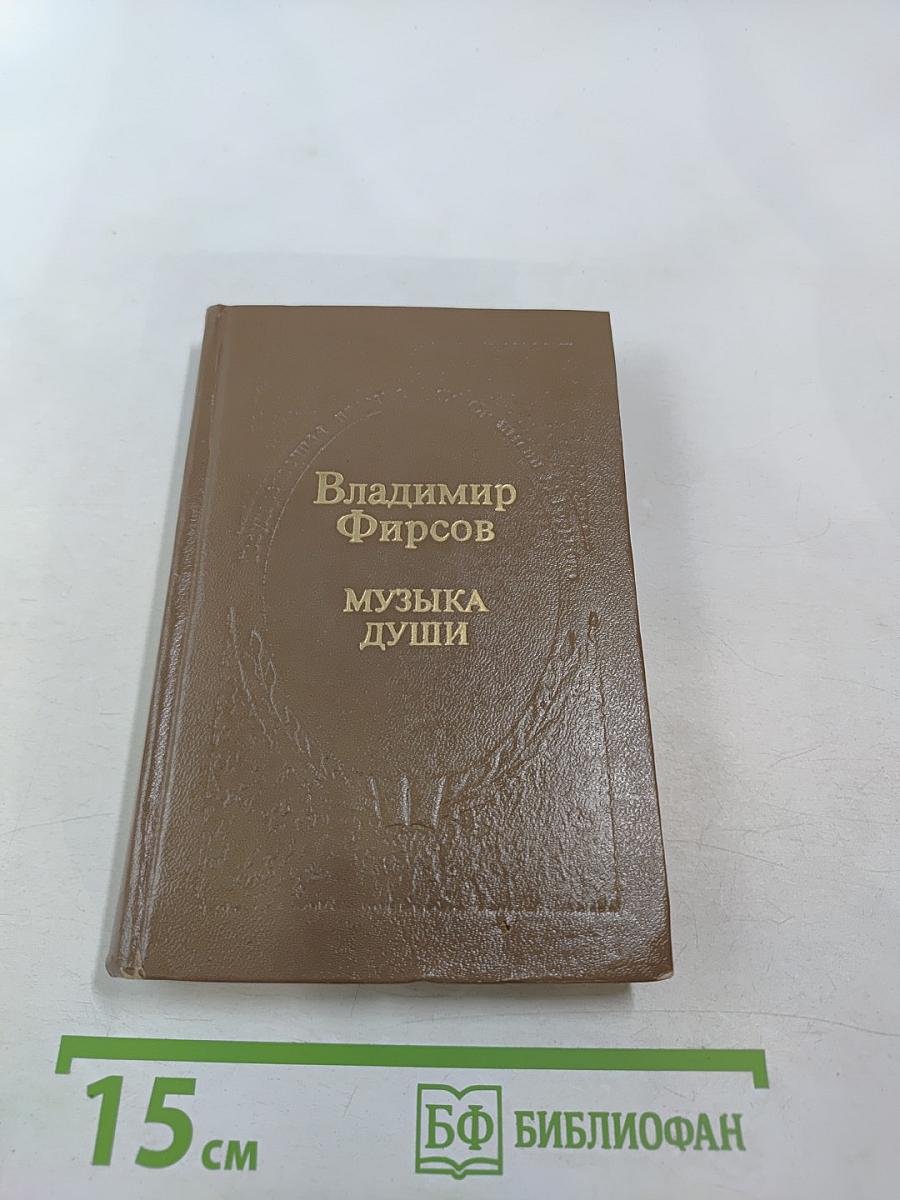 Владимир
Фирсов
МУЗЫКА
ДУШИ
15 см
БФ БИБЛИОФАН